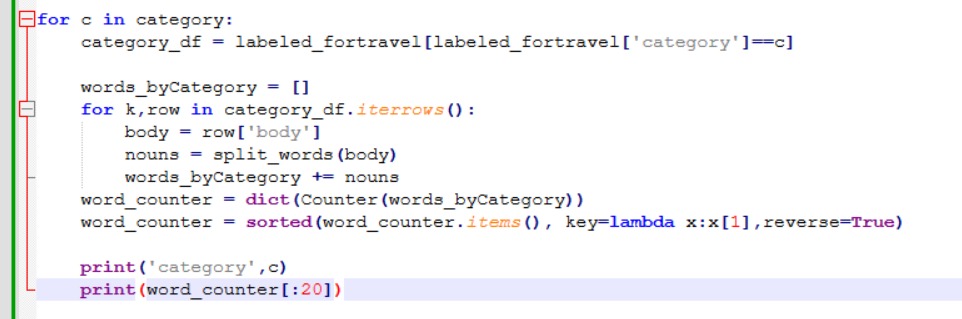 for c in category:
    category_df = labeled_fortravel[labeled_fortravel['category']==c]
    words_byCategory = []
    for k,row in category_df.iterrows():
        body = row['body']
        nouns = split_words(body)
        words_byCategory += nouns
    word_counter = dict(Counter(words_byCategory))
    word_counter = sorted(word_counter.items(), key=lambda x:x[1],reverse=True)
    print('category',c)
    print(word_counter[:20])